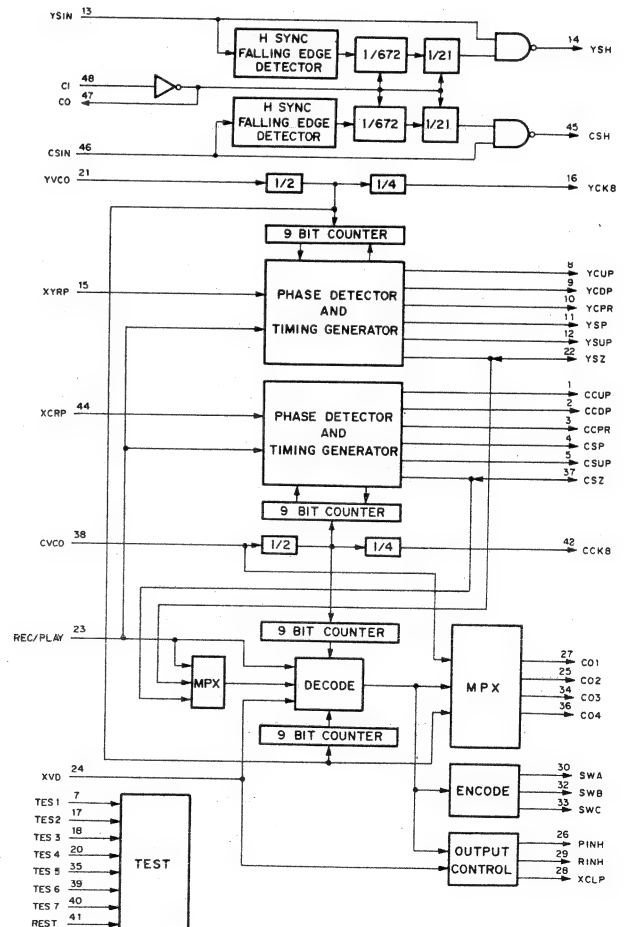 YSIN 13
H SYNC
FALLING EDGE
DETECTOR
1/672
1/21
14 YSH
CI 48
CO 47
H SYNC
FALLING EDGE
DETECTOR
1/672
1/21
45 CSH
CSIN 46
YVCO 21
1/2
1/4
16 YCK8
9 BIT COUNTER
XYRP 15
PHASE DETECTOR
AND
TIMING GENERATOR
8 YCUP
9 YCDP
10 YCPR
11 YSP
12 YSUP
22 YSZ
XCRP 44
PHASE DETECTOR
AND
TIMING GENERATOR
1 CCUP
2 CCDP
3 CCPR
4 CSP
5 CSUP
37 CSZ
9 BIT COUNTER
CVCO 38
1/2
1/4
42 CCK8
REC/PLAY 23
9 BIT COUNTER
MPX
DECODE
MPX
27 CO1
25 CO2
34 CO3
36 CO4
9 BIT COUNTER
XVD 24
ENCODE
30 SWA
32 SWB
33 SWC
TES 1 7
TES2 17
TES 3 18
TES 4 20
TES 5 35
TES 6 39
TES 7 40
REST 41
TEST
OUTPUT
CONTROL
26 PINH
29 RINH
28 XCLP